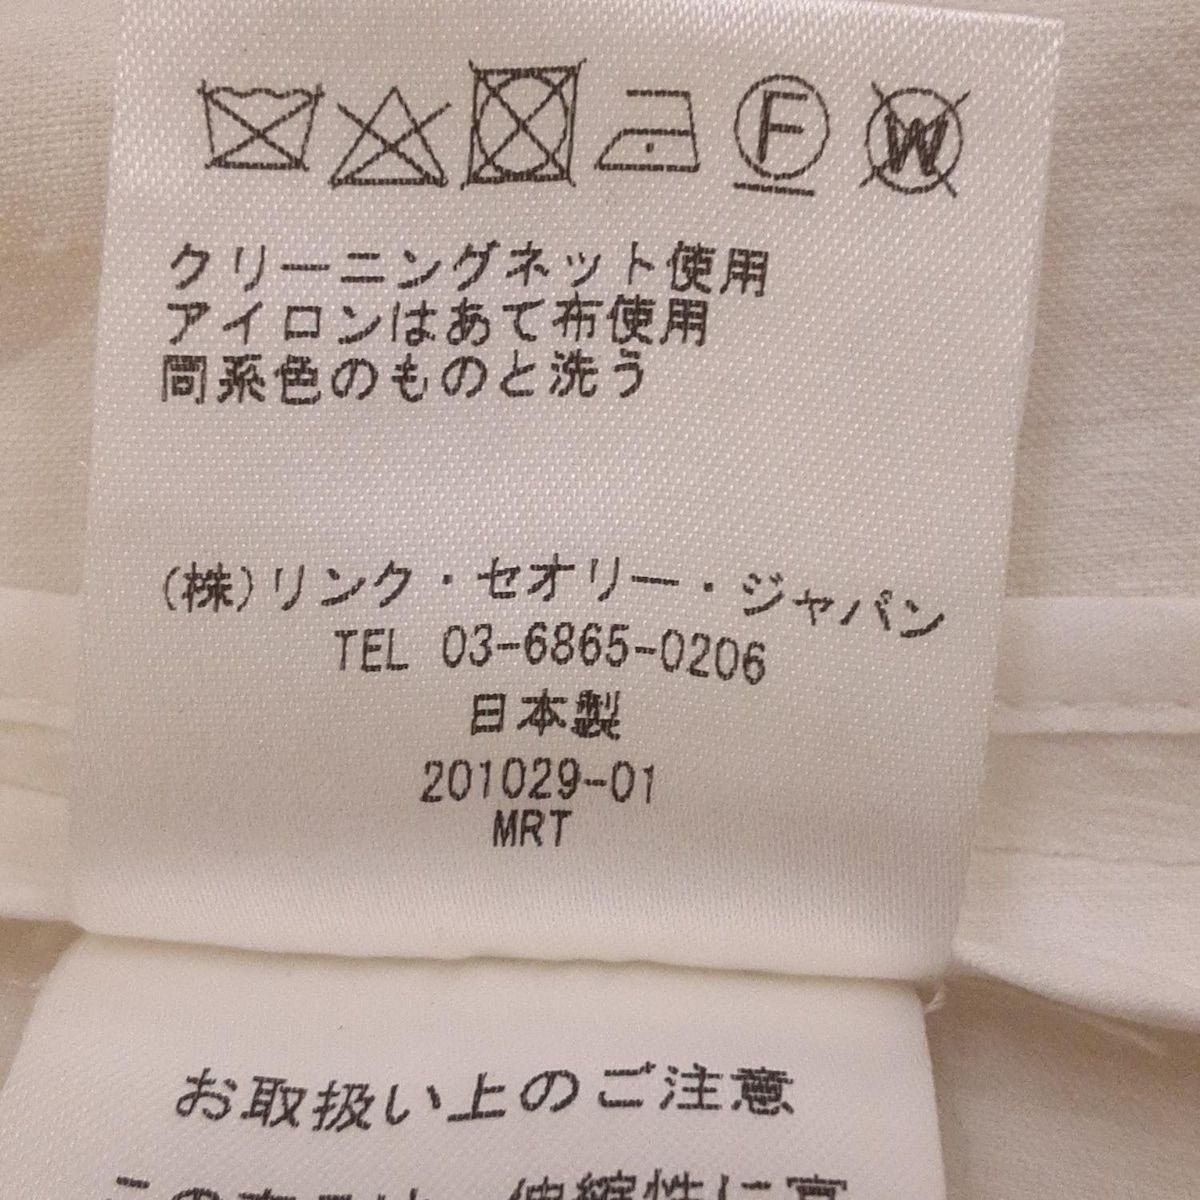 F W
クリーニングネット使用
アイロンはあて布使用
同系色のものと洗う
(株)リンク・セオリー・ジャパン
TEL 03-6865-0206
日本製
201029-01
MRT
お取扱い上のご注意